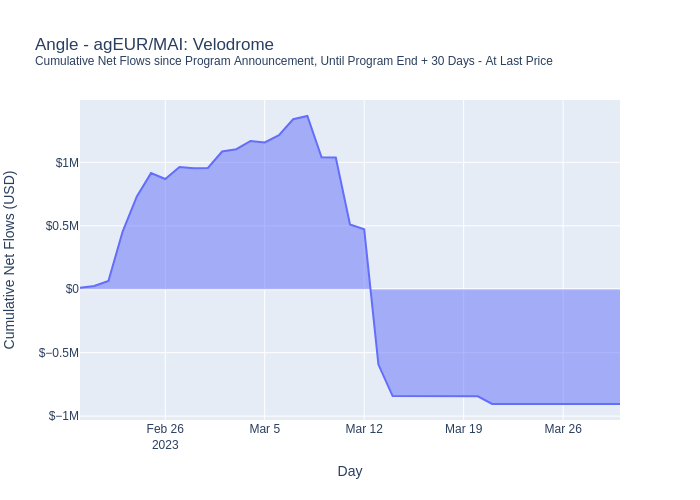 Angle - agEUR/MAI: Velodrome
Cumulative Net Flows since Program Announcement, Until Program End + 30 Days - At Last Price
Cumulative Net Flows (USD)
$1M
$0.5M
$0
$−0.5M
$−1M
Feb 26
2023
Mar 5
Mar 12
Mar 19
Mar 26
Day